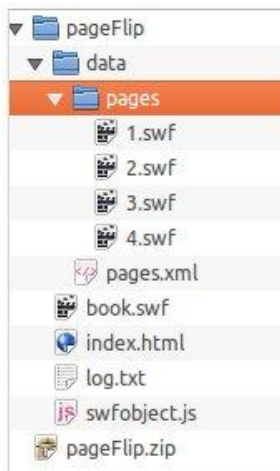 pageFlip
data
pages
1.swf
2.swf
3.swf
4.swf
pages.xml
book.swf
index.html
log.txt
swfobject.js
pageFlip.zip